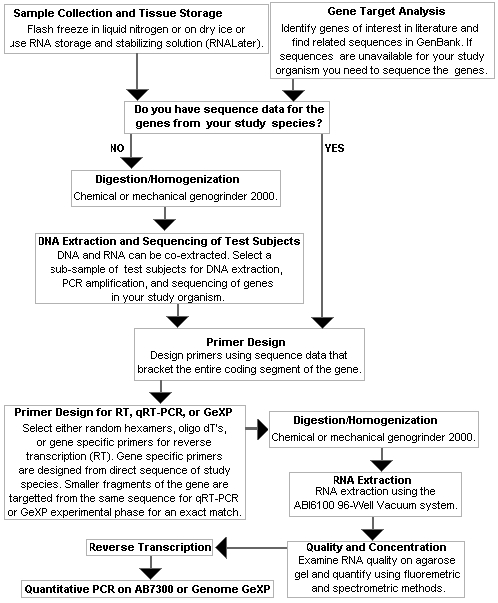 Sample Collection and Tissue Storage
Flash freeze in liquid nitrogen or on dry ice or
use RNA storage and stabilizing solution (RNALater).
Gene Target Analysis
Identify genes of interest in literature and
find related sequences in GenBank. If
sequences are unavailable for your study
organism you need to sequence the genes.
Do you have sequence data for the
genes from your study species?
NO
YES
Digestion/Homogenization
Chemical or mechanical genogrinder 2000.
DNA Extraction and Sequencing of Test Subjects
DNA and RNA can be co-extracted. Select a
sub-sample of test subjects for DNA extraction,
PCR amplification, and sequencing of genes
in your study organism.
Primer Design
Design primers using sequence data that
bracket the entire coding segment of the gene.
Primer Design for RT, qRT-PCR, or GeXP
Select either random hexamers, oligo dT's,
or gene specific primers for reverse
transcription (RT). Gene specific primers
are designed from direct sequence of study
species. Smaller fragments of the gene are
targetted from the same sequence for qRT-PCR
or GeXP experimental phase for an exact match.
Digestion/Homogenization
Chemical or mechanical genogrinder 2000.
RNA Extraction
RNA extraction using the
ABI6100 96-Well Vacuum system.
Quality and Concentration
Examine RNA quality on agarose
gel and quantify using fluoremetric
and spectrometric methods.
Reverse Transcription
Quantitative PCR on AB7300 or Genome GeXP